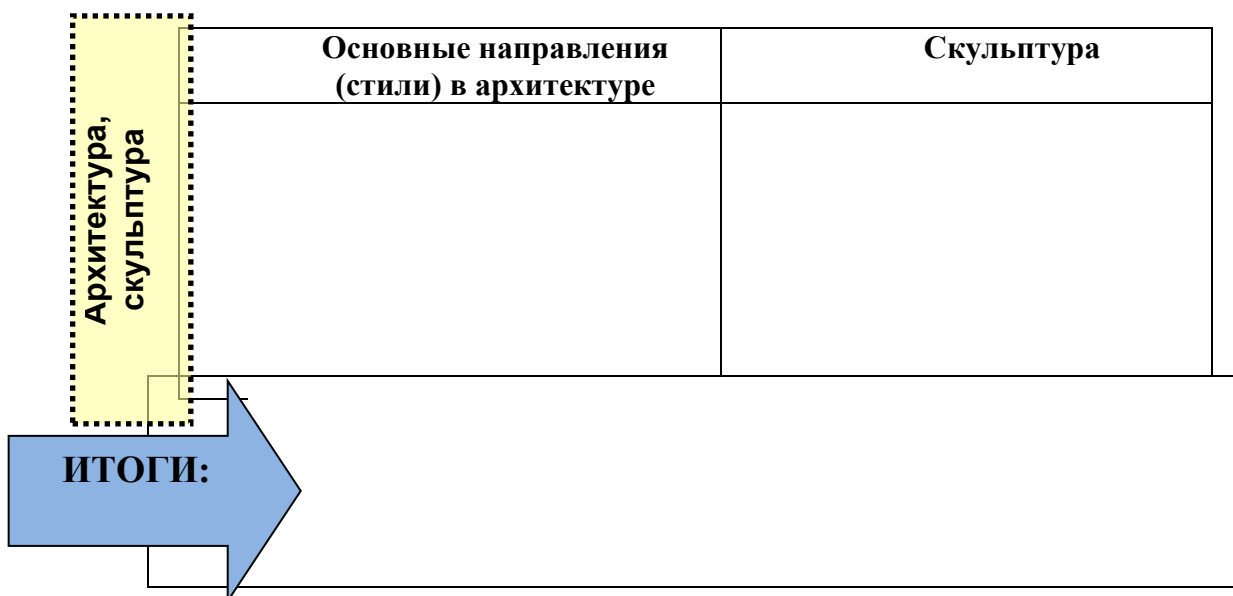 Архитектура,
скульптура
Основные направления
(стили) в архитектуре
Скульптура
ИТОГИ: